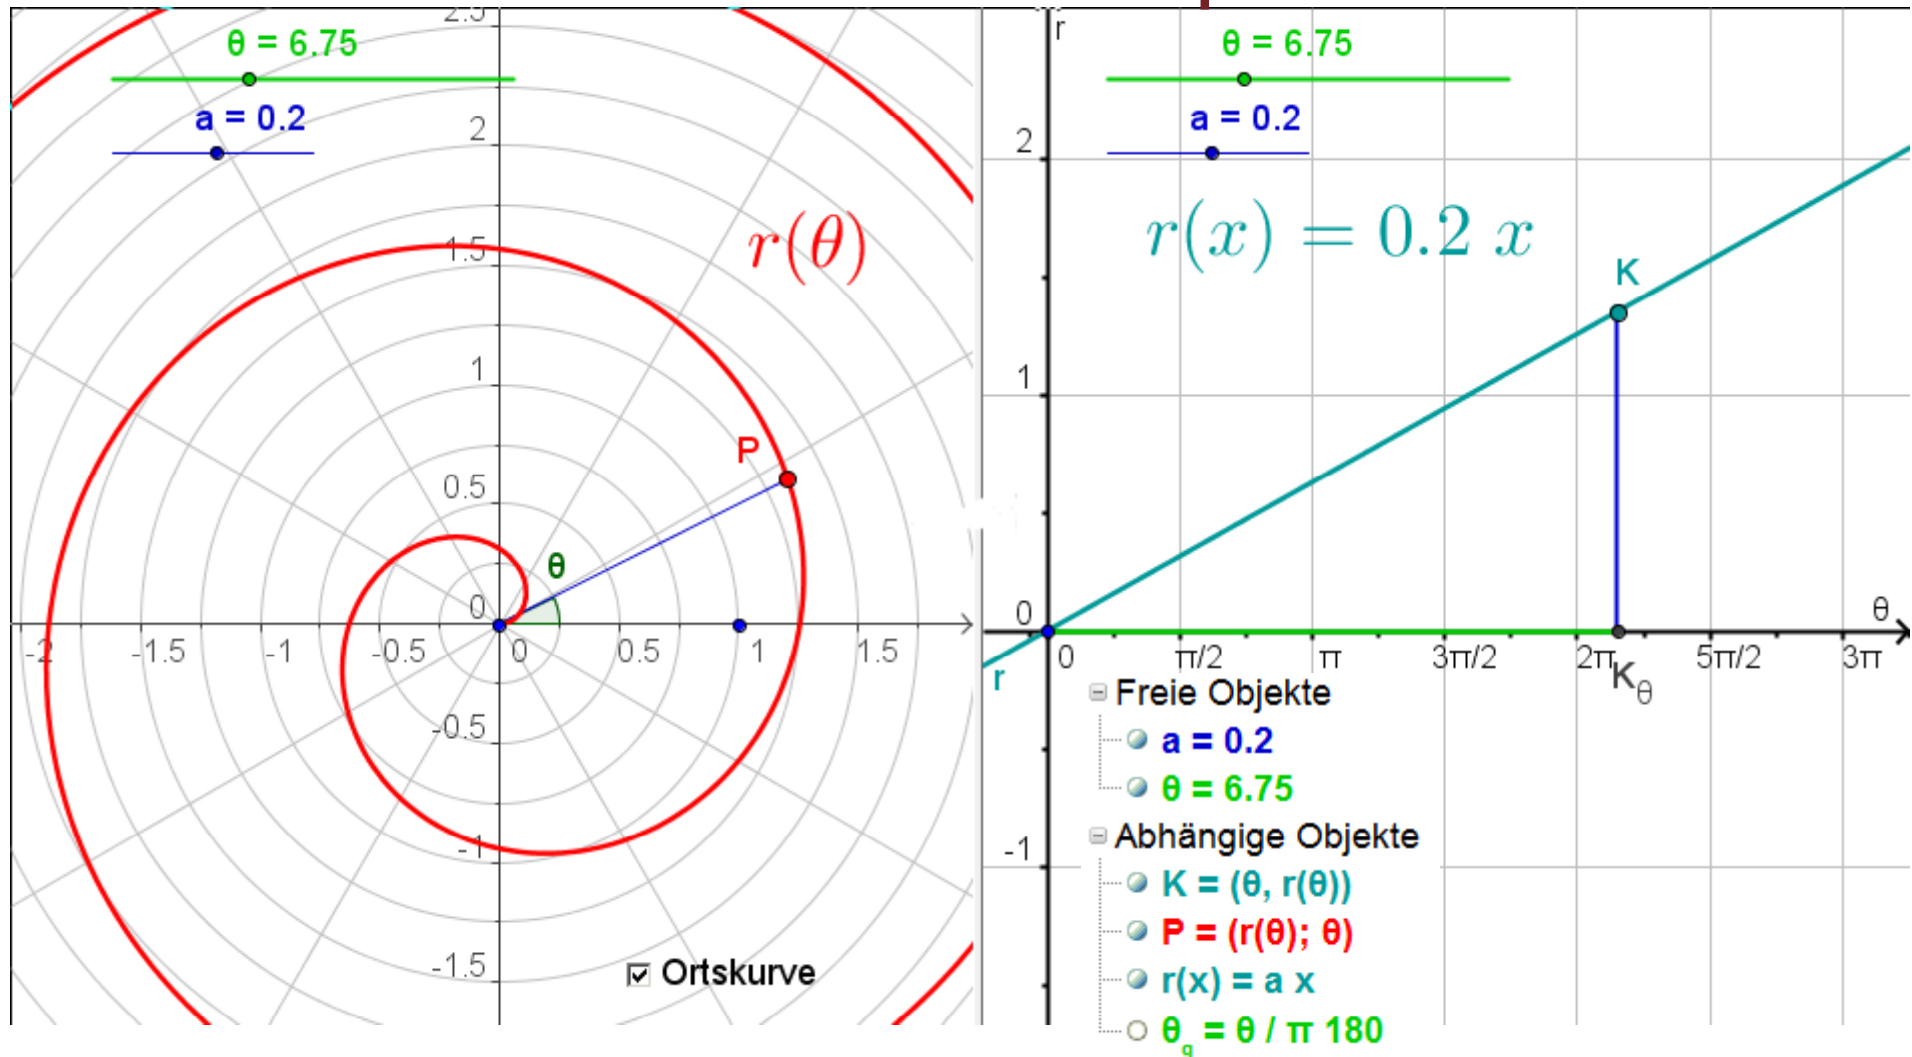 2.5
θ = 6.75
a = 0.2
2
r(θ)
1.5
1
P
0.5
θ
0
-2 -1.5 -1 -0.5 0 0.5 1 1.5
-0.5
-1
-1.5
Ortskurve
r
θ = 6.75
a = 0.2
2
r(x) = 0.2 x
K
1
0
θ
r
0 π/2 π 3π/2 2π 5π/2 3π
Kθ
Freie Objekte
a = 0.2
θ = 6.75
Abhängige Objekte
-1
K = (θ, r(θ))
P = (r(θ); θ)
r(x) = a x
θg = θ / π 180